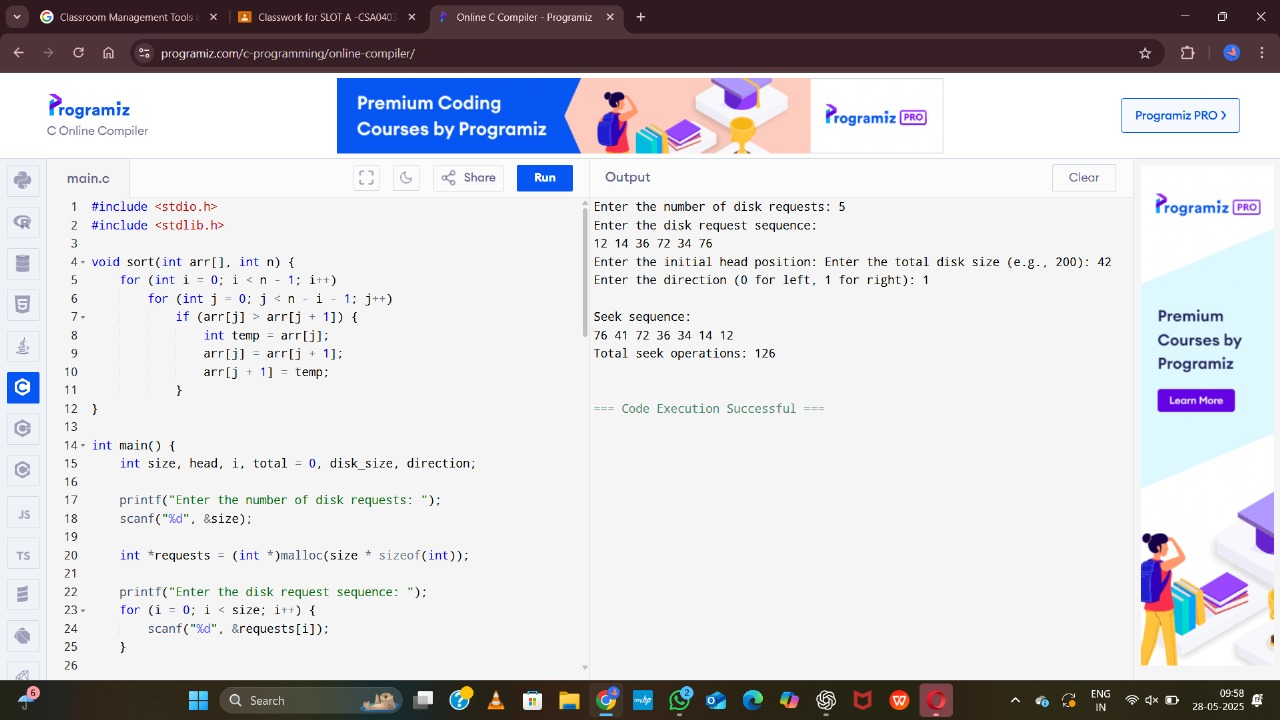 Classroom Management Tools &
Classwork for SLOT A -CSA0403
Online C Compiler - Programiz
programiz.com/c-programming/online-compiler/
Programiz
C Online Compiler
Premium Coding
Courses by Programiz
Programiz PRO
Programiz PRO
main.c
Share
Run
Output
Clear
1 #include <stdio.h>
2 #include <stdlib.h>
3
4 void sort(int arr[], int n) {
5 for (int i = 0; i < n - 1; i++)
6 for (int j = 0; j < n - i - 1; j++)
7 if (arr[j] > arr[j + 1]) {
8 int temp = arr[j];
9 arr[j] = arr[j + 1];
10 arr[j + 1] = temp;
11 }
12 }
13
14 int main() {
15 int size, head, i, total = 0, disk_size, direction;
16
17 printf("Enter the number of disk requests: ");
18 scanf("%d", &size);
19
20 int *requests = (int *)malloc(size * sizeof(int));
21
22 printf("Enter the disk request sequence: ");
23 for (i = 0; i < size; i++) {
24 scanf("%d", &requests[i]);
25 }
26
Enter the number of disk requests: 5
Enter the disk request sequence:
12 14 36 72 34 76
Enter the initial head position: Enter the total disk size (e.g., 200): 42
Enter the direction (0 for left, 1 for right): 1
Seek sequence:
76 41 72 36 34 14 12
Total seek operations: 126
=== Code Execution Successful ===
JS
TS
Programiz PRO
Premium
Courses by
Programiz
Learn More
6
Search
myhp
2
W
ENG
IN
09:58
28-05-2025